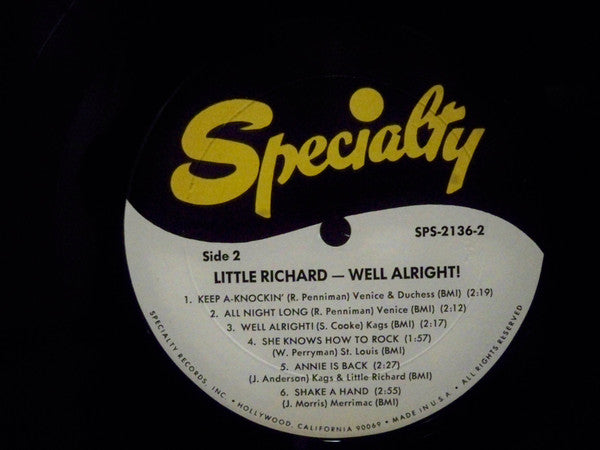 Specialty
SPS-2136-2
Side 2
LITTLE RICHARD — WELL ALRIGHT!
1. KEEP A-KNOCKIN' (R. Penniman) Venice & Duchess (BMI) (2:19)
2. ALL NIGHT LONG (R. Penniman) Venice (BMI) (2:12)
3. WELL ALRIGHT! (S. Cooke) Kags (BMI) (2:17)
4. SHE KNOWS HOW TO ROCK (1:57)
(W. Perryman) St. Louis (BMI)
5. ANNIE IS BACK (2:27)
(J. Anderson) Kags & Little Richard (BMI)
6. SHAKE A HAND (2:55)
(J. Morris) Merrimac (BMI)
SPECIALTY RECORDS, INC. • HOLLYWOOD, CALIFORNIA 90069 • MADE IN U.S.A. • ALL RIGHTS RESERVED